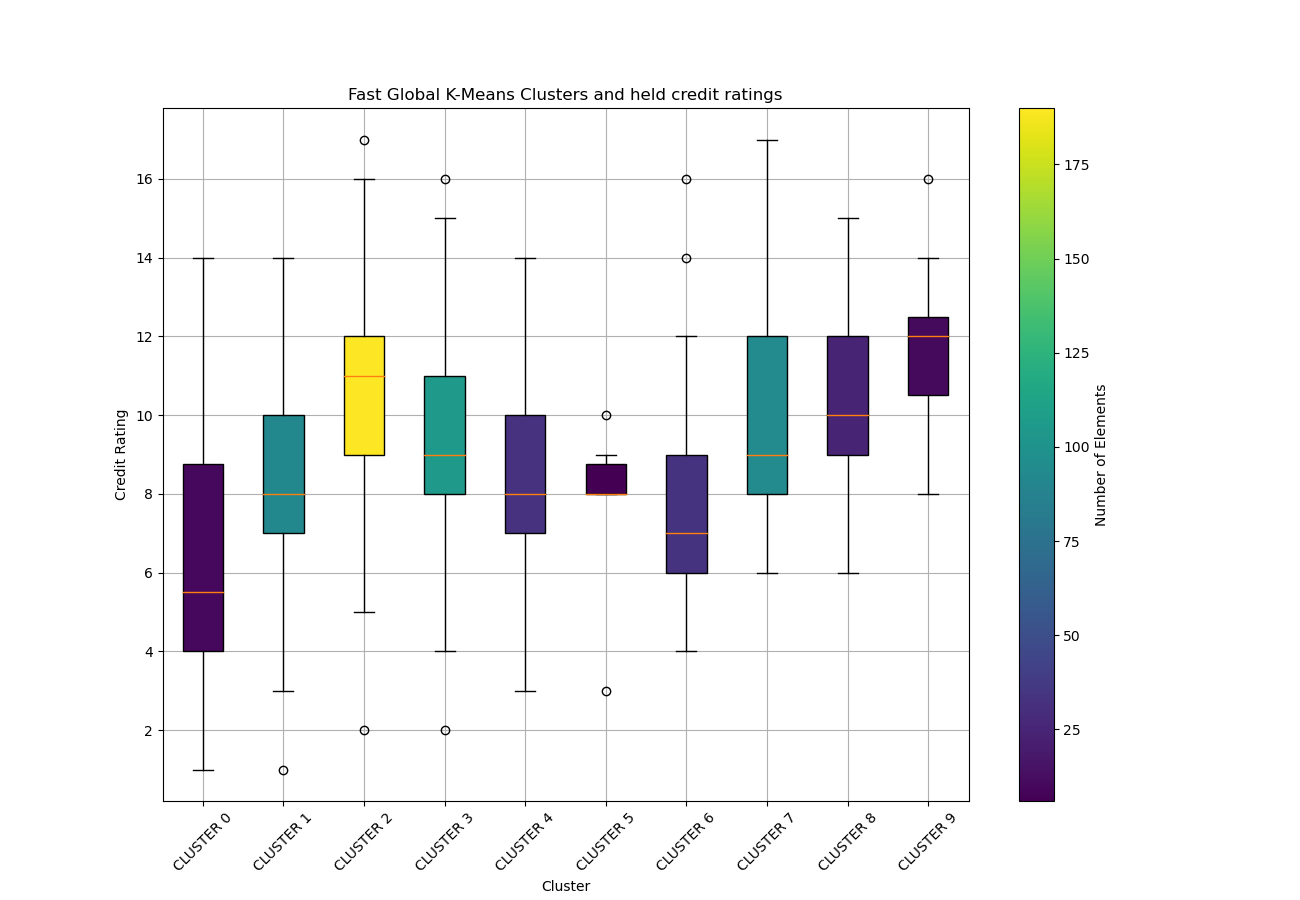 Fast Global K-Means Clusters and held credit ratings
Credit Rating
16
14
12
10
8
6
4
2
CLUSTER 0
CLUSTER 1
CLUSTER 2
CLUSTER 3
CLUSTER 4
CLUSTER 5
CLUSTER 6
CLUSTER 7
CLUSTER 8
CLUSTER 9
Cluster
175
150
125
100
75
50
25
Number of Elements